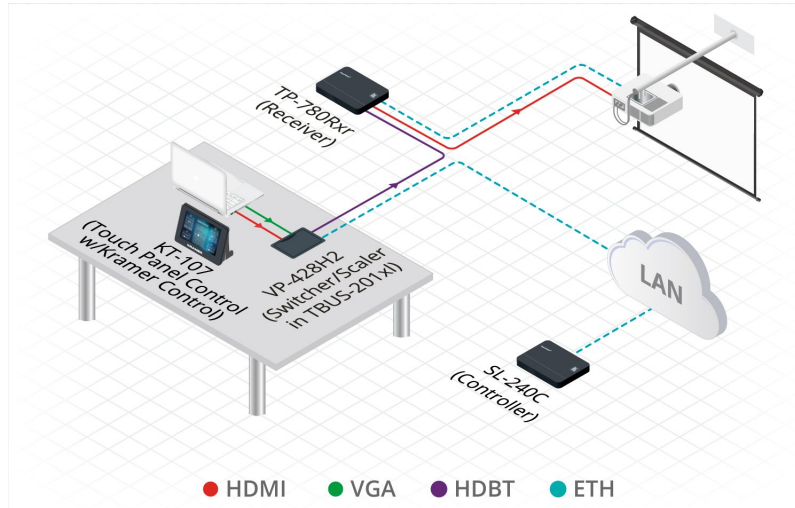 TP-780Rxr
(Receiver)
KT-107
(Touch Panel Control
w/Kramer Control)
VP-428H2
(Switcher/Scaler
in TBUS-201xl)
LAN
SL-240C
(Controller)
HDMI
VGA
HDBT
ETH